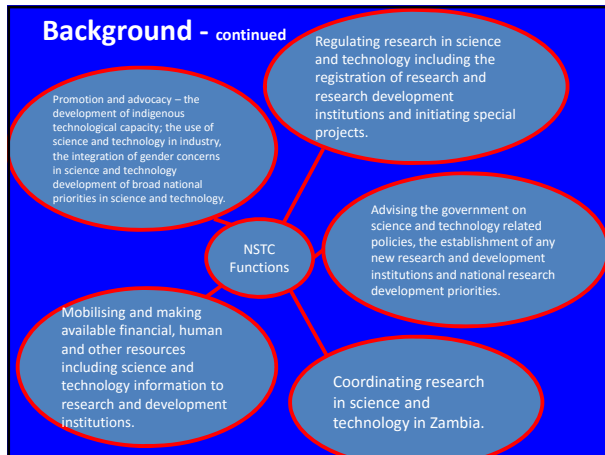 Background - continued
Regulating research in science
and technology including the
registration of research and
research development
institutions and initiating special
projects.
Promotion and advocacy – the
development of indigenous
technological capacity; the use of
science and technology in industry,
the integration of gender concerns
in science and technology
development of broad national
priorities in science and technology.
Advising the government on
science and technology related
policies, the establishment of any
new research and development
institutions and national research
development priorities.
NSTC
Functions
Mobilising and making
available financial, human
and other resources
including science and
technology information to
research and development
institutions.
Coordinating research
in science and
technology in Zambia.